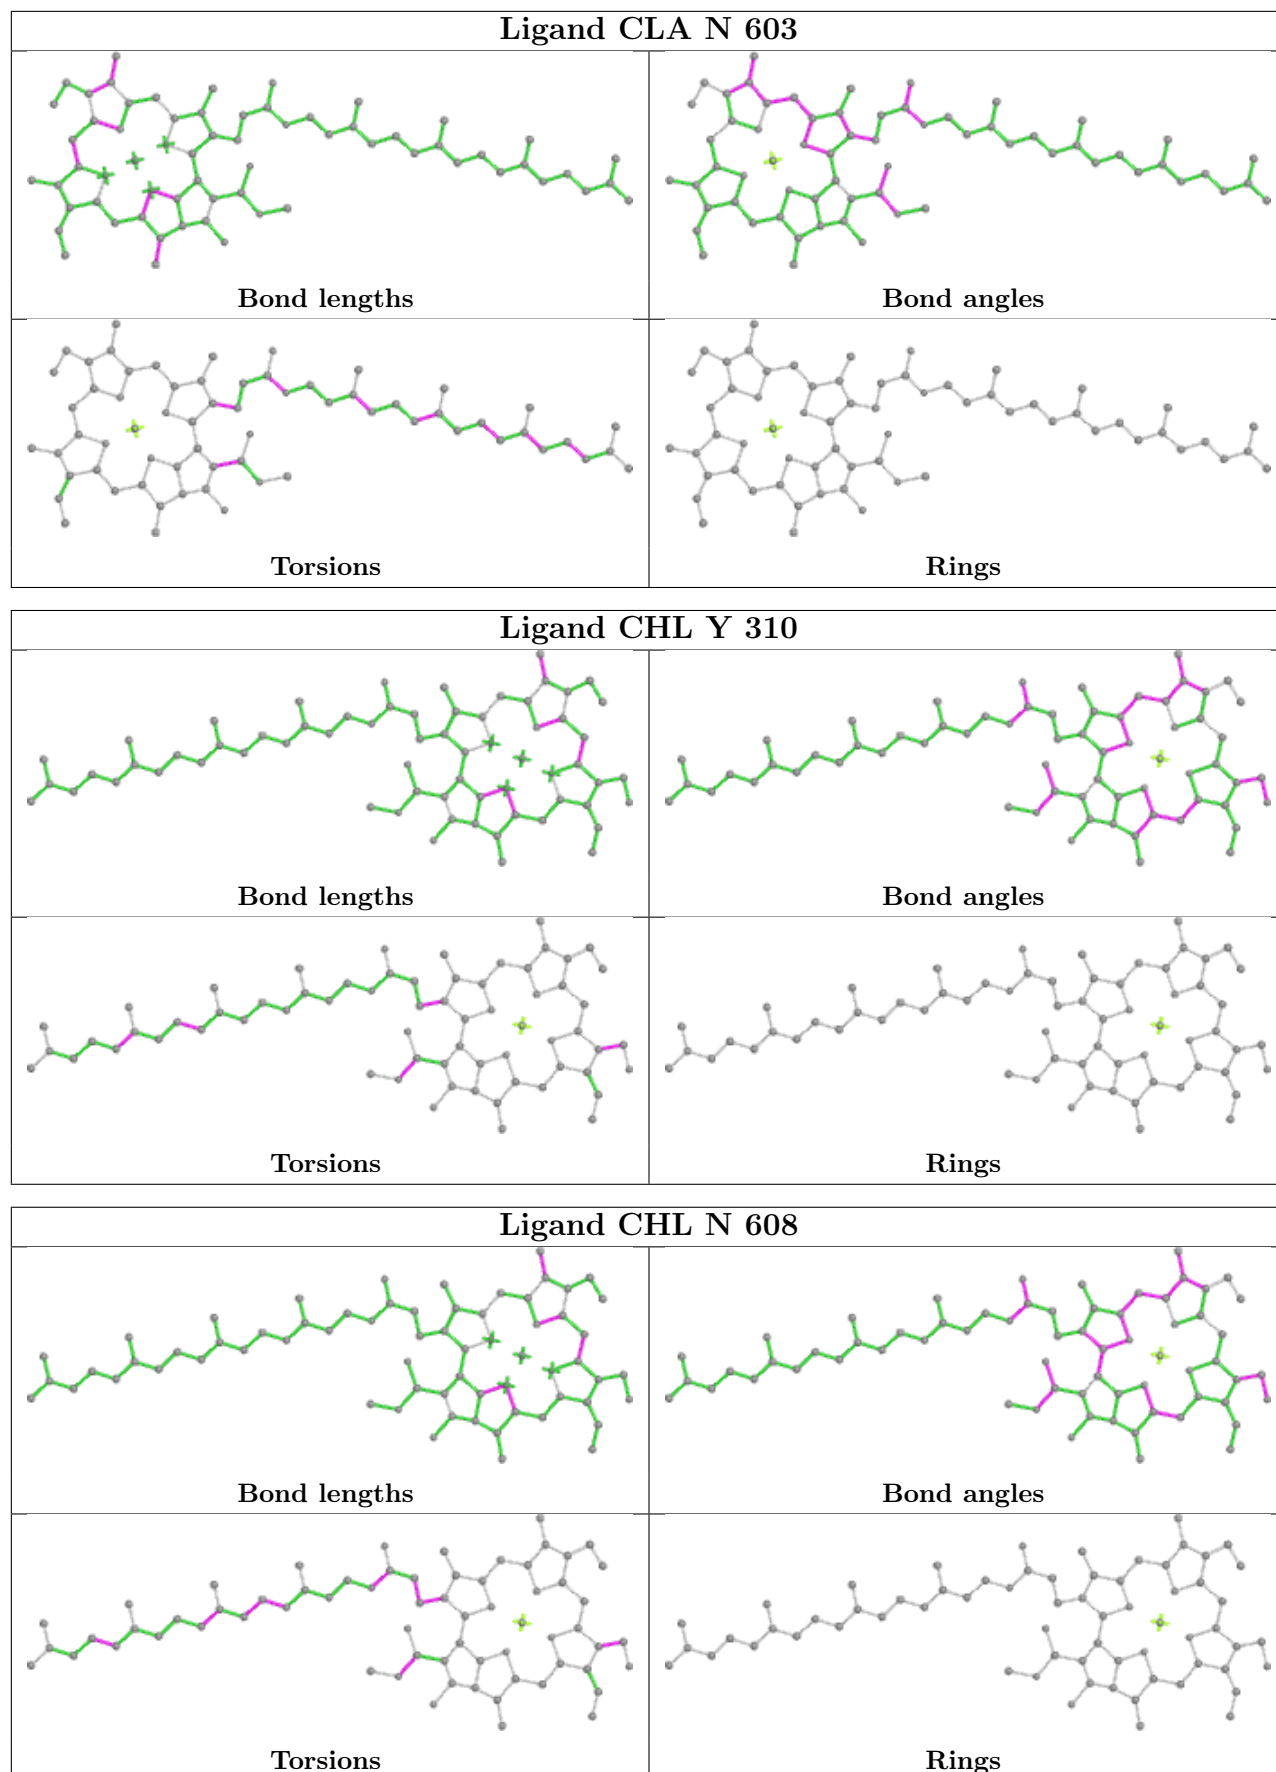 Ligand CLA N 603
Bond lengths
Bond angles
Torsions
Rings
Ligand CHL Y 310
Bond lengths
Bond angles
Torsions
Rings
Ligand CHL N 608
Bond lengths
Bond angles
Torsions
Rings